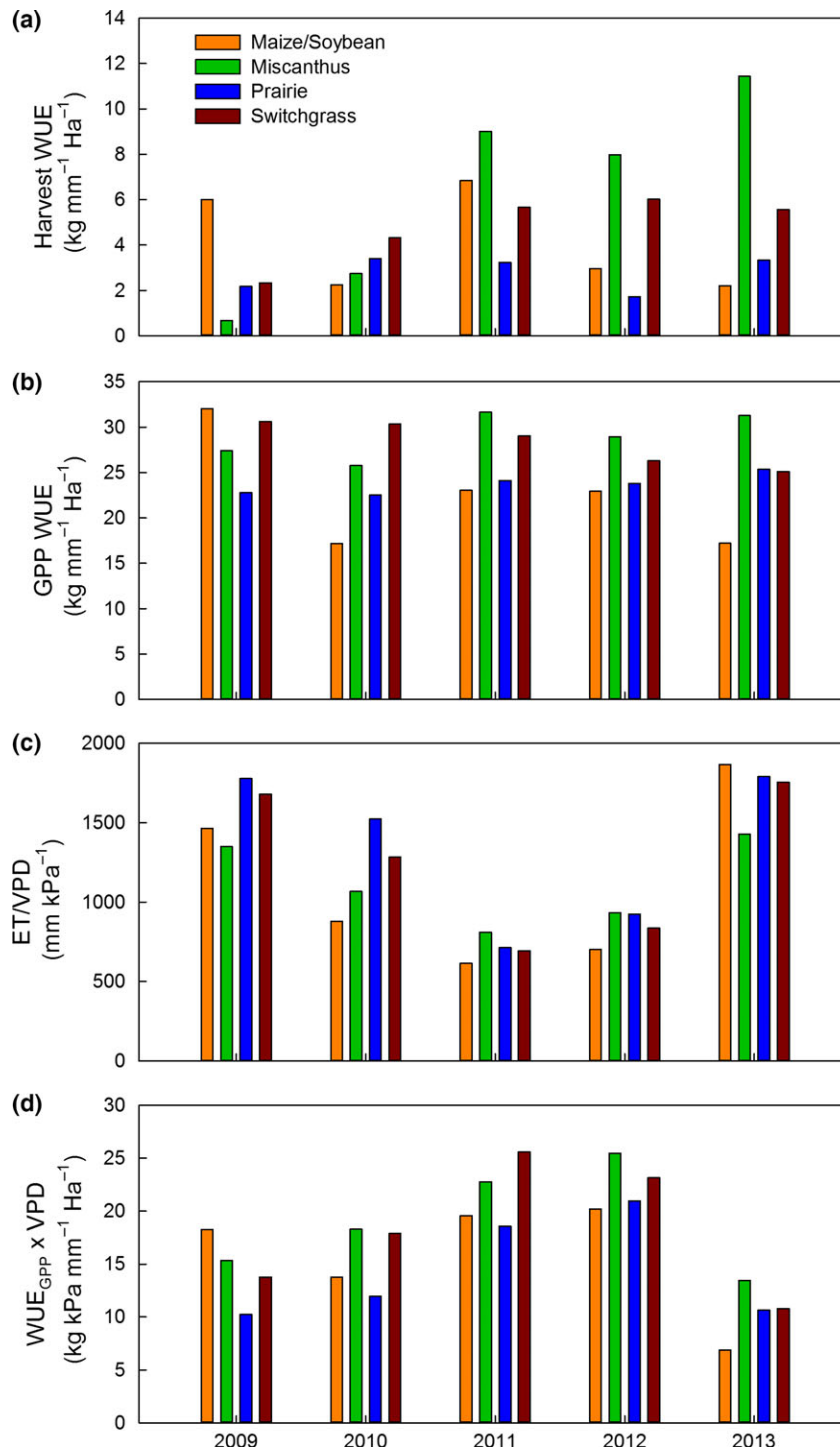 (a)
14
12
10
8
6
4
2
0
Harvest WUE
(kg mm⁻¹ Ha⁻¹)
Maize/Soybean
Miscanthus
Prairie
Switchgrass
(b)
35
30
25
20
15
10
5
0
GPP WUE
(kg mm⁻¹ Ha⁻¹)
(c)
2000
1500
1000
500
0
ET/VPD
(mm kPa⁻¹)
(d)
30
25
20
15
10
5
0
WUE_GPP x VPD
(kg kPa mm⁻¹ Ha⁻¹)
2009 2010 2011 2012 2013